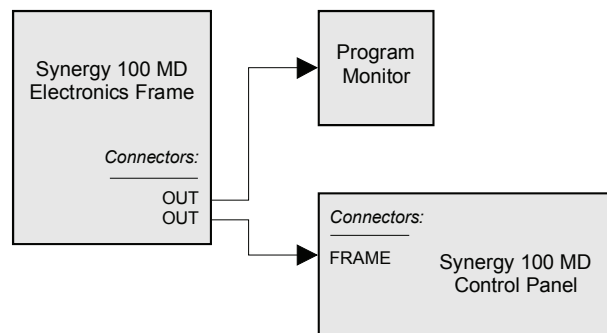 Synergy 100 MD
Electronics Frame
Connectors:
OUT
OUT
Program
Monitor
Connectors:
FRAME
Synergy 100 MD
Control Panel